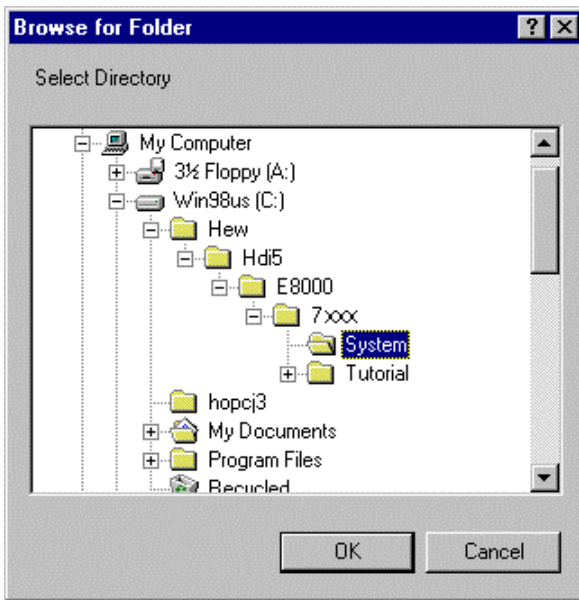 Browse for Folder
Select Directory
My Computer
3½ Floppy (A:)
Win98us (C:)
Hew
Hdi5
E8000
7xxx
System
Tutorial
hopcj3
My Documents
Program Files
Recycled
OK Cancel